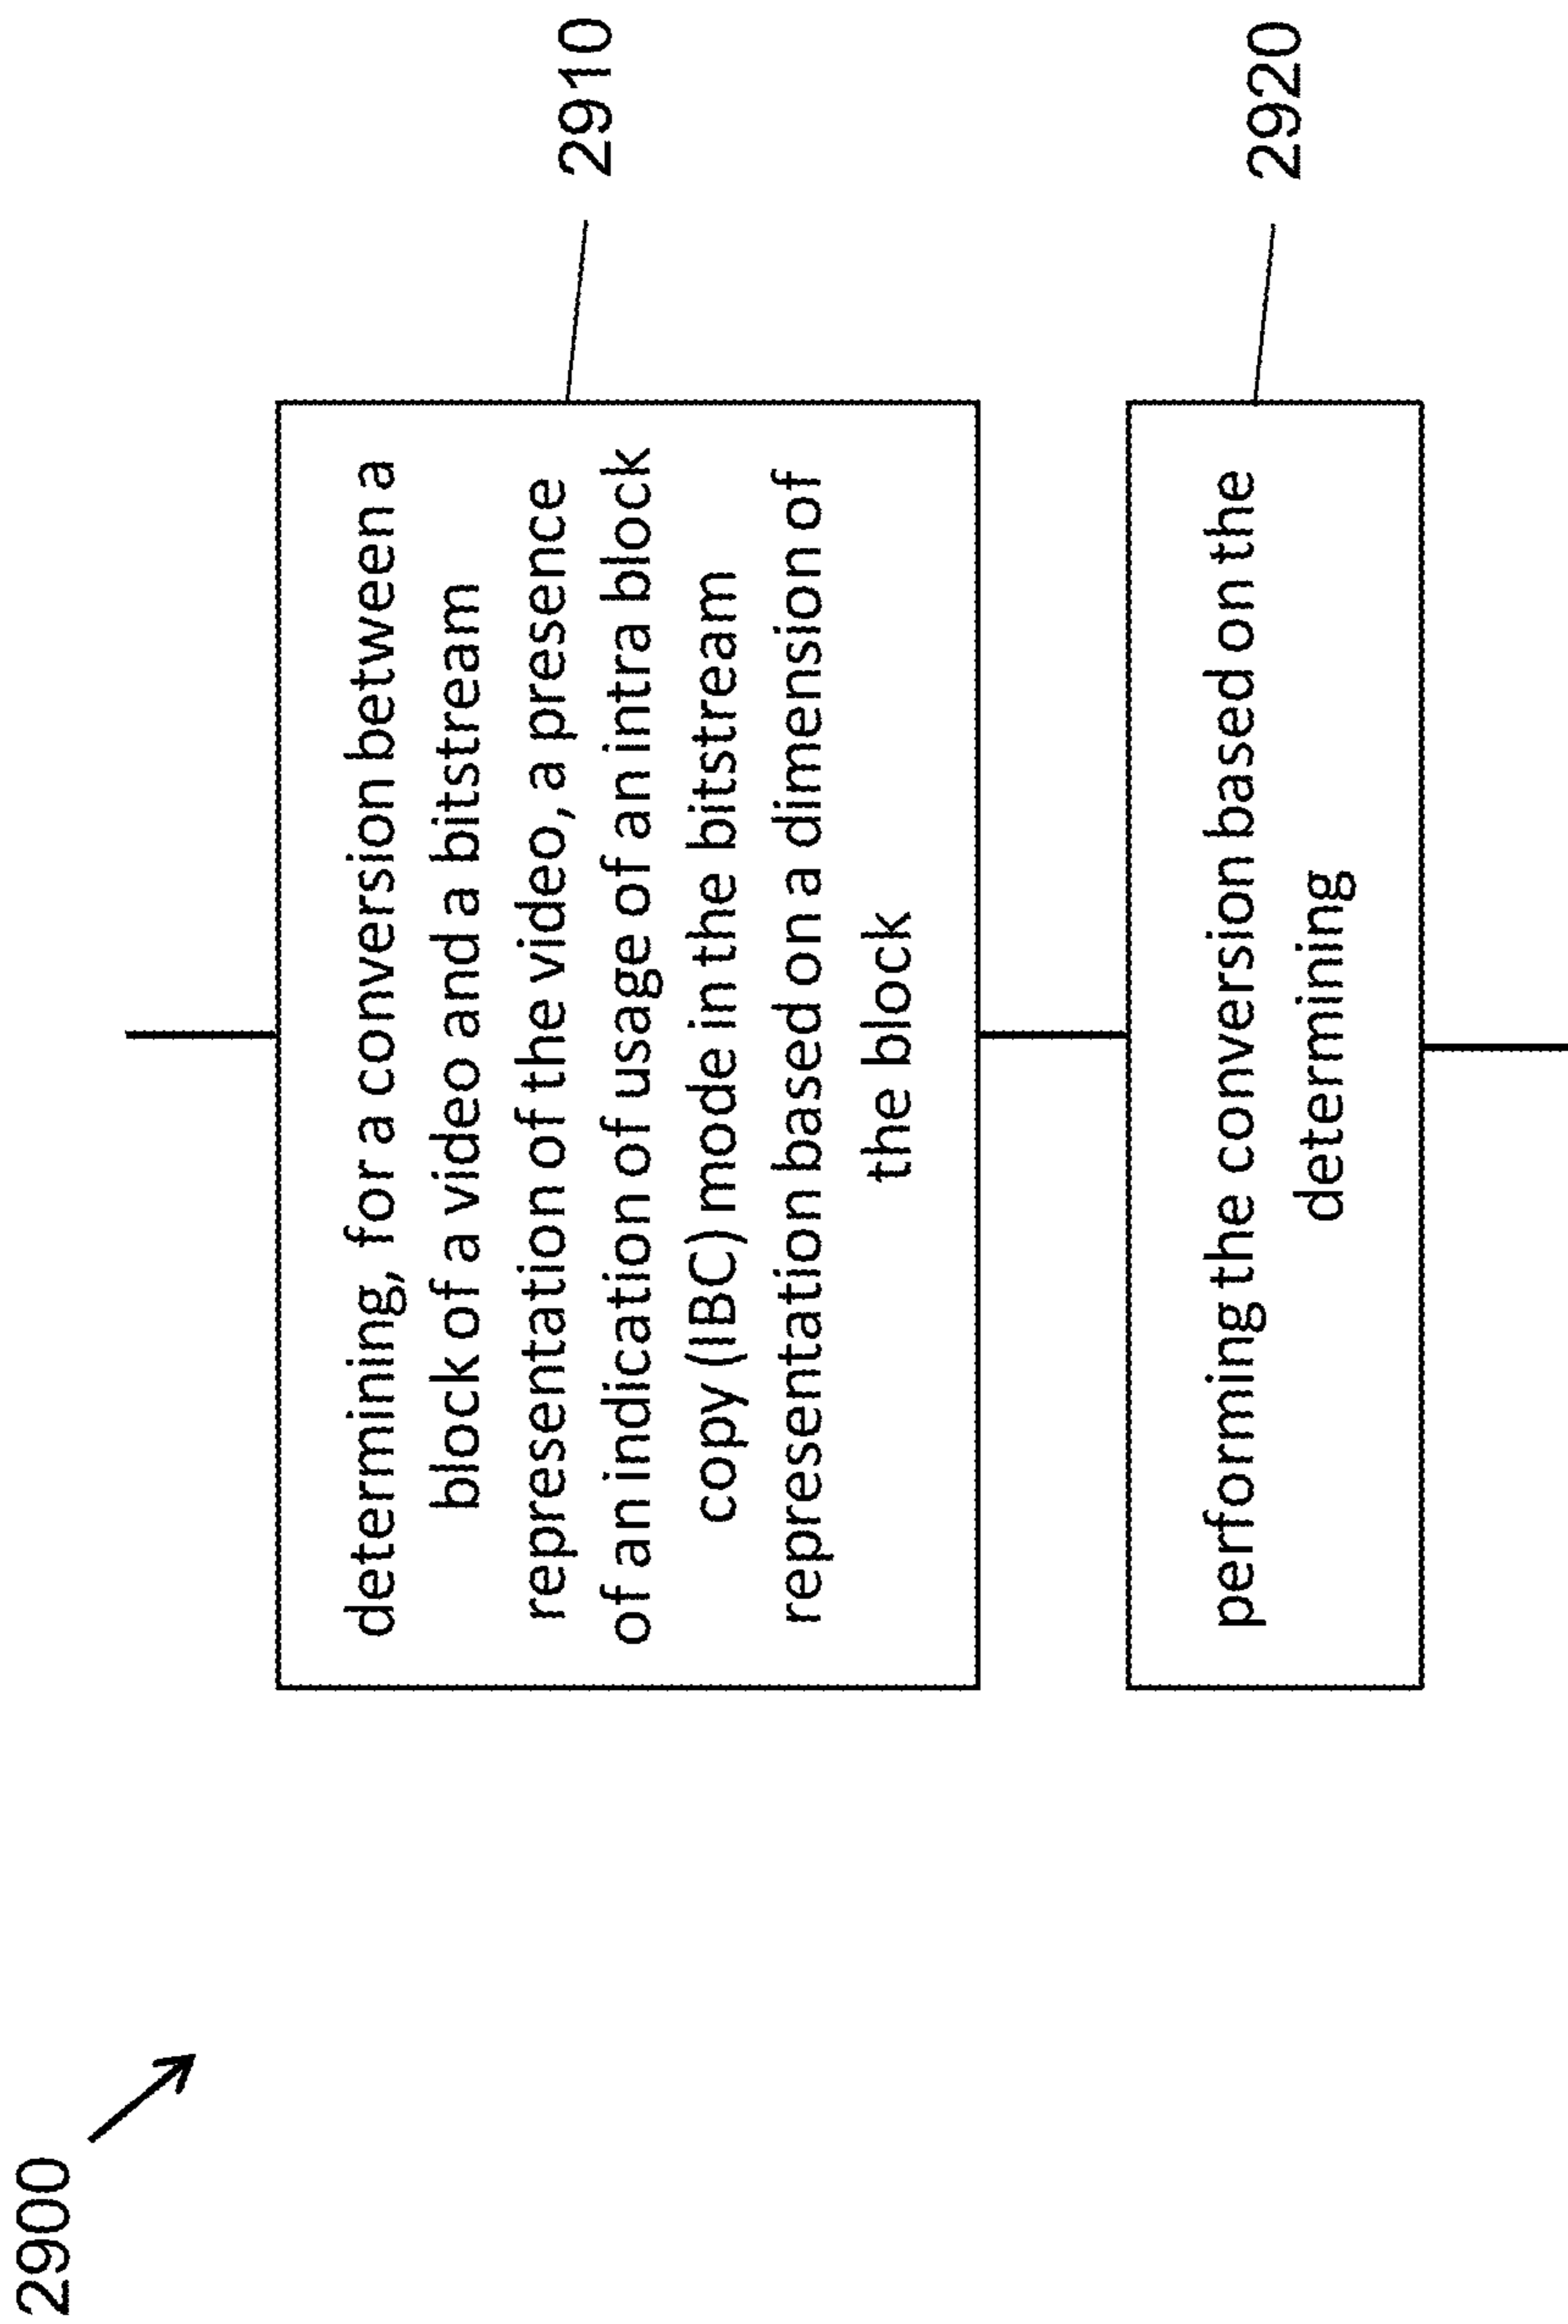 2900
determining, for a conversion between a
block of a video and a bitstream
representation of the video, a presence
of an indication of usage of an intra block
copy (IBC) mode in the bitstream
representation based on a dimension of
the block
2910
performing the conversion based on the
determining
2920